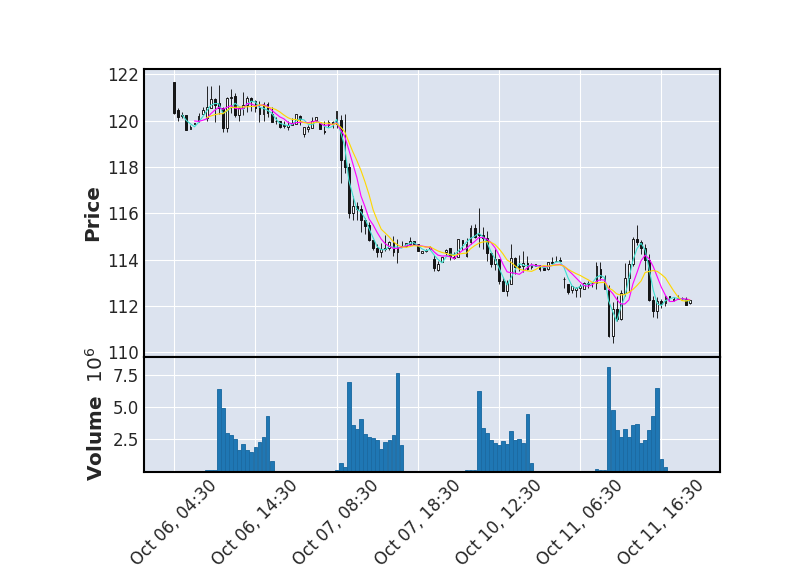 122
120
118
116
114
112
110
Price
7.5
5.0
2.5
Volume 10⁶
Oct 06, 04:30
Oct 06, 14:30
Oct 07, 08:30
Oct 07, 18:30
Oct 10, 12:30
Oct 11, 06:30
Oct 11, 16:30